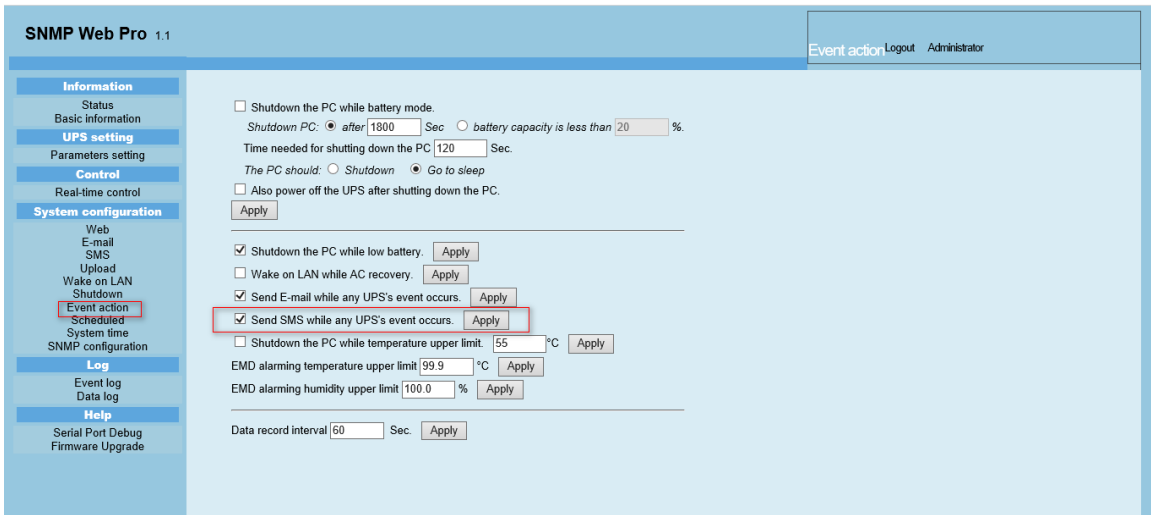 SNMP Web Pro 1.1
Event action Logout Administrator
Information
Status
Basic information
UPS setting
Parameters setting
Control
Real-time control
System configuration
Web
E-mail
SMS
Upload
Wake on LAN
Shutdown
Event action
Scheduled
System time
SNMP configuration
Log
Event log
Data log
Help
Serial Port Debug
Firmware Upgrade
Shutdown the PC while battery mode.
Shutdown PC: after 1800 Sec battery capacity is less than 20 %.
Time needed for shutting down the PC 120 Sec.
The PC should: Shutdown Go to sleep
Also power off the UPS after shutting down the PC.
Apply
Shutdown the PC while low battery. Apply
Wake on LAN while AC recovery. Apply
Send E-mail while any UPS's event occurs. Apply
Send SMS while any UPS's event occurs. Apply
Shutdown the PC while temperature upper limit. 55 °C Apply
EMD alarming temperature upper limit 99.9 °C Apply
EMD alarming humidity upper limit 100.0 % Apply
Data record interval 60 Sec. Apply